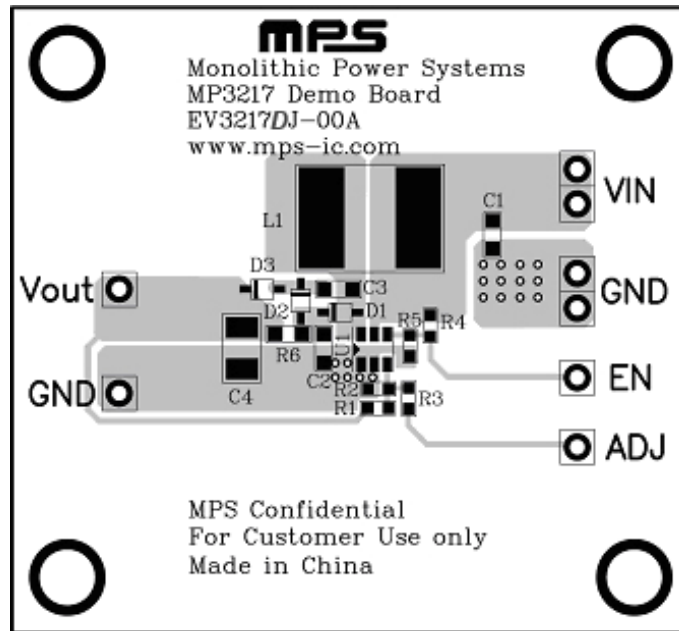 mps
Monolithic Power Systems
MP3217 Demo Board
EV3217DJ-00A
www.mps-ic.com
C1
VIN
L1
D3
Vout
C3
GND
D2
D1
R5
R4
R6
U1
C2
EN
GND
C4
R2
R1
R3
ADJ
MPS Confidential
For Customer Use only
Made in China